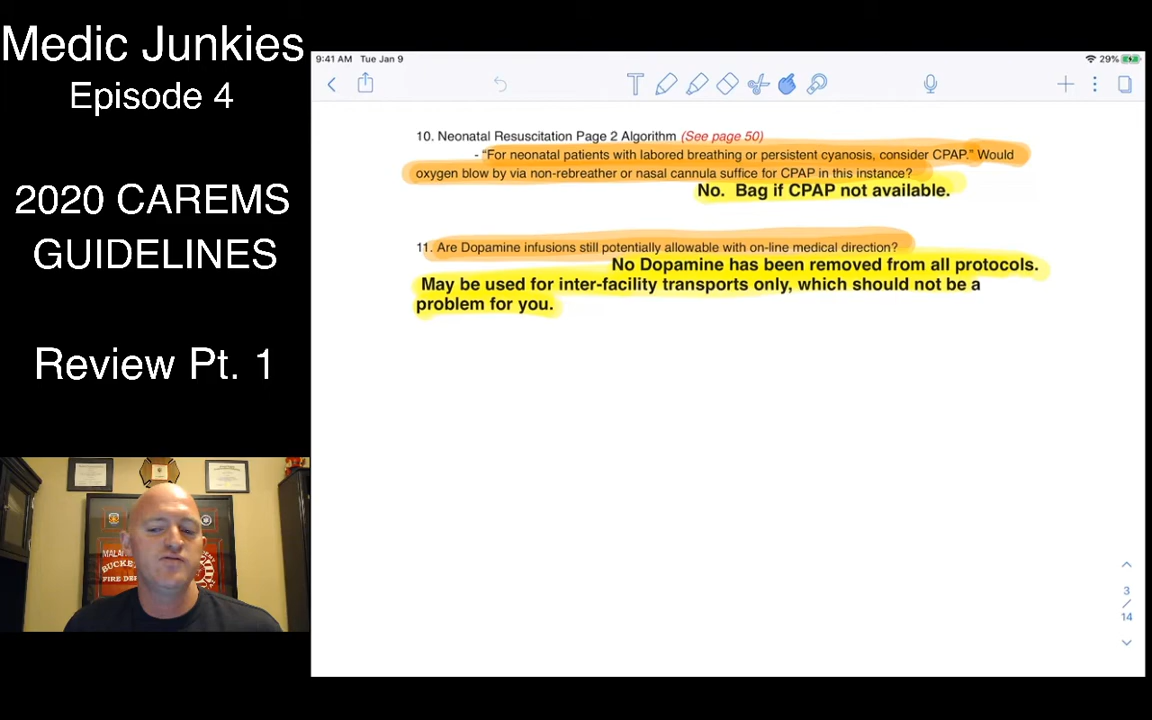 Medic Junkies
Episode 4
2020 CAREMS
GUIDELINES
Review Pt. 1
9:41 AM Tue Jan 9
29%
10. Neonatal Resuscitation Page 2 Algorithm (See page 50)
- “For neonatal patients with labored breathing or persistent cyanosis, consider CPAP.” Would
oxygen blow by via non-rebreather or nasal cannula suffice for CPAP in this instance?
No. Bag if CPAP not available.
11. Are Dopamine infusions still potentially allowable with on-line medical direction?
No Dopamine has been removed from all protocols.
May be used for inter-facility transports only, which should not be a
problem for you.
3
/
14
BUCKE
FIRE DE